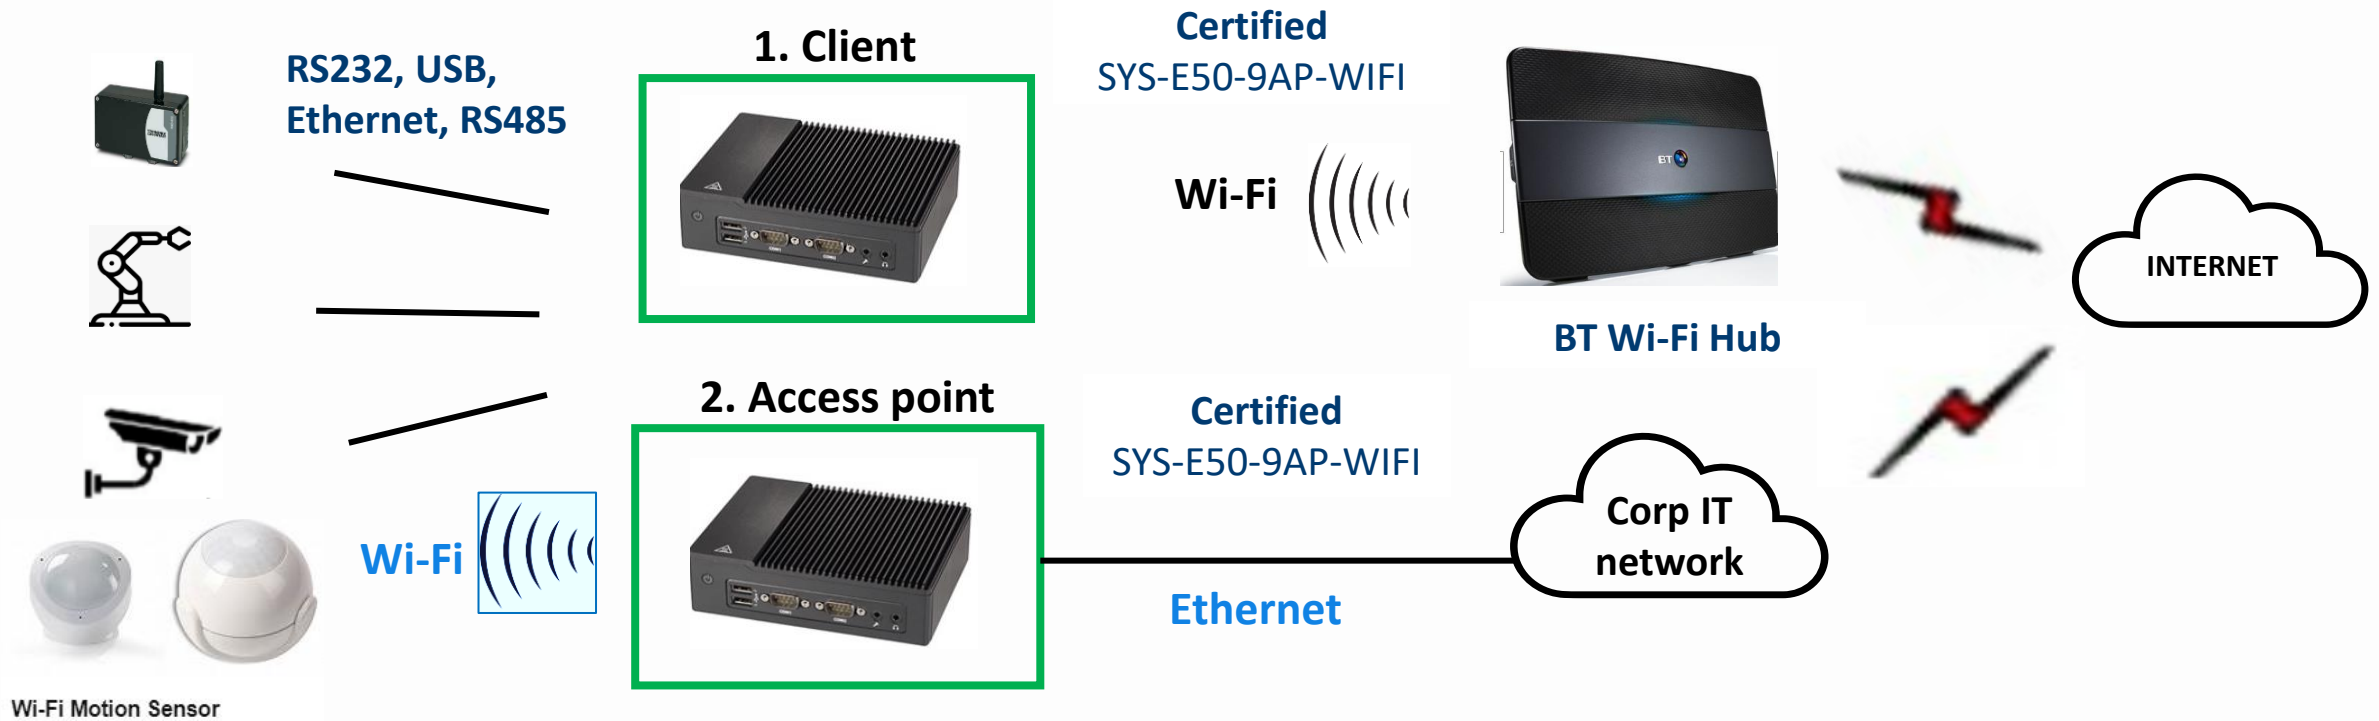 1. Client
Certified
SYS-E50-9AP-WIFI
RS232, USB,
Ethernet, RS485
Wi-Fi
BT
INTERNET
BT Wi-Fi Hub
2. Access point
Certified
SYS-E50-9AP-WIFI
Corp IT
network
Wi-Fi
Ethernet
Wi-Fi Motion Sensor